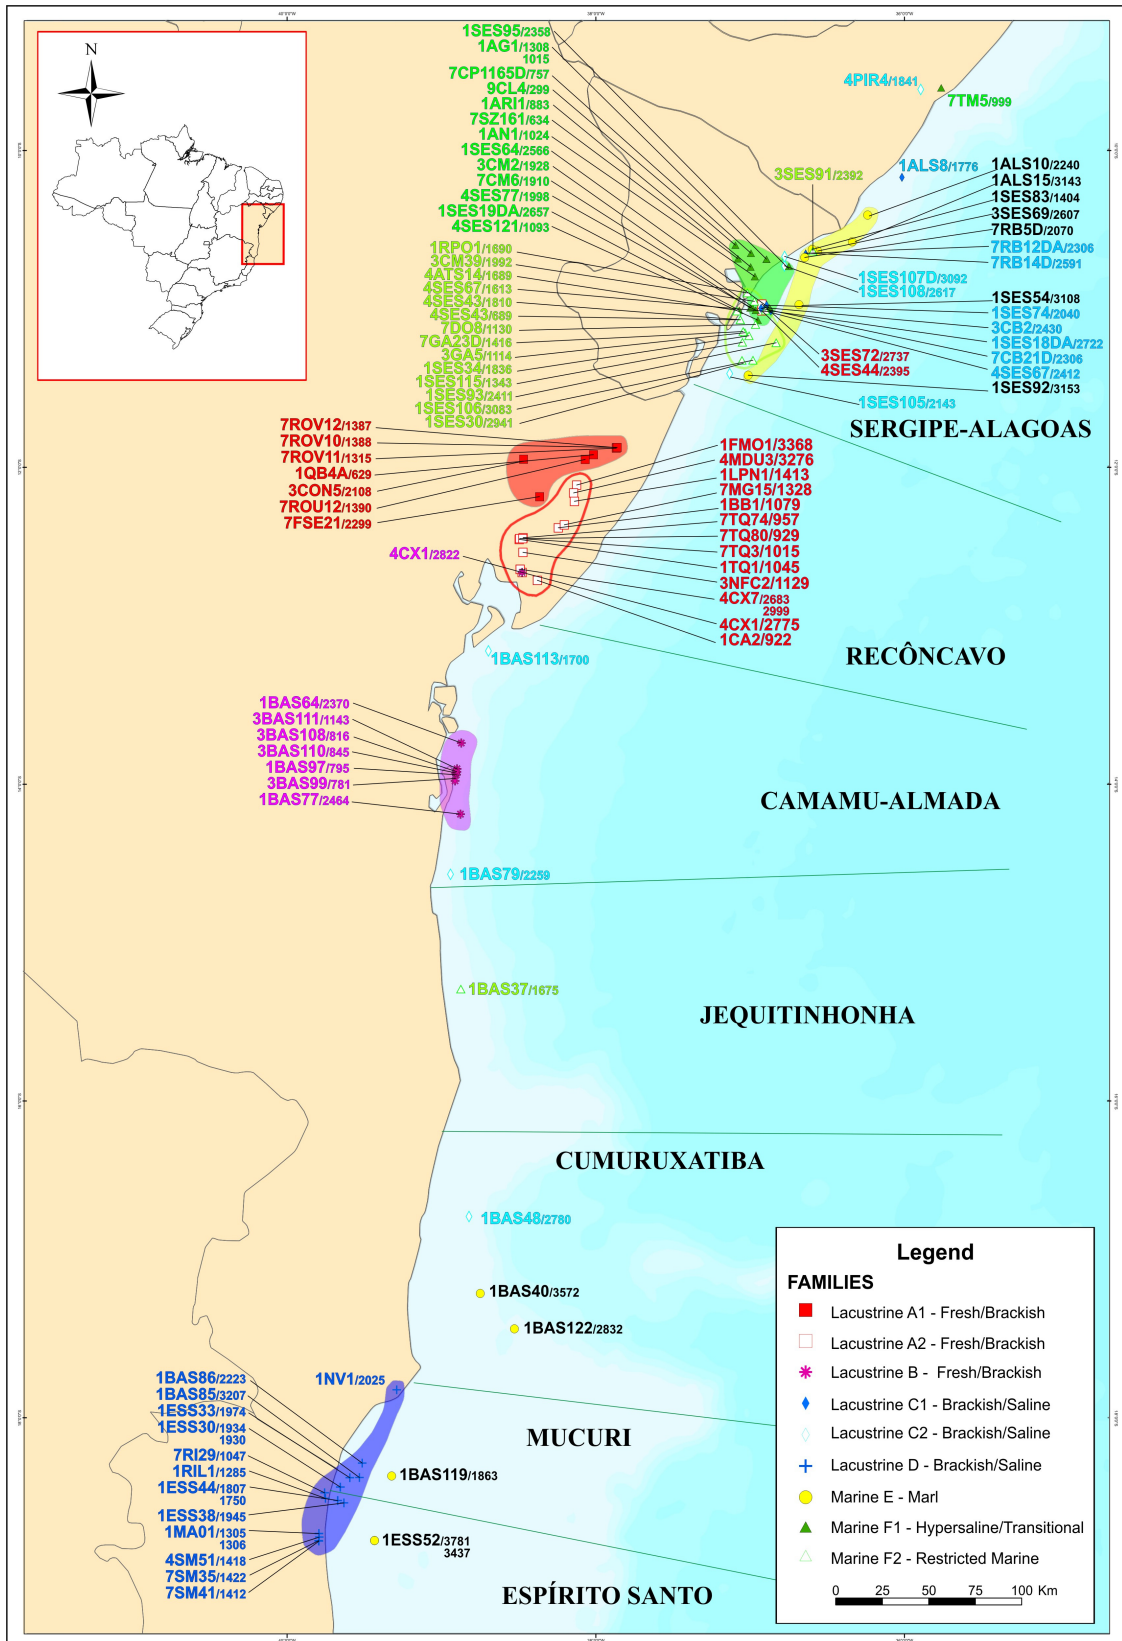 N
1SES95/2358
1AG1/1308
1015
7CP1165D/757
9CL4/299
1ARI1/883
7SZ161/634
1AN1/1024
1SES64/2566
3CM2/1928
7CM6/1910
4SES77/1998
1SES19DA/2657
4SES121/1093
1RPO1/1690
3CM39/1992
4ATS14/1689
4SES67/1613
4SES43/1810
4SES43/689
7DO8/1130
7GA23D/1416
3GA5/1114
1SES34/1836
1SES115/1343
1SES93/2411
1SES106/3083
1SES30/2941
4PIR4/1841
7TM5/999
3SES91/2392
1ALS8/1776
1ALS10/2240
1ALS15/3143
1SES83/1404
3SES69/2607
7RB5D/2070
7RB12DA/2306
7RB14D/2591
1SES107D/3092
1SES108/2617
1SES54/3108
1SES74/2040
3CB2/2430
1SES18DA/2722
7CB21D/2306
4SES67/2412
1SES92/3153
3SES72/2737
4SES44/2395
1SES105/2143
SERGIPE-ALAGOAS
7ROV12/1387
7ROV10/1388
7ROV11/1315
1QB4A/629
3CON5/2108
7ROU12/1390
7FSE21/2299
4CX1/2822
1FMO1/3368
4MDU3/3276
1LPN1/1413
7MG15/1328
1BB1/1079
7TQ74/957
7TQ80/929
7TQ3/1015
1TQ1/1045
3NFC2/1129
4CX7/2683
2999
4CX1/2775
1CA2/922
RECÔNCAVO
1BAS113/1700
1BAS64/2370
3BAS111/1143
3BAS108/816
3BAS110/845
1BAS97/795
3BAS99/781
1BAS77/2464
CAMAMU-ALMADA
1BAS79/2259
1BAS37/1675
JEQUITINHONHA
CUMURUXATIBA
1BAS48/2780
1BAS40/3572
1BAS122/2832
1NV1/2025
1BAS86/2223
1BAS85/3207
1ESS33/1974
1ESS30/1934
1930
7RI29/1047
1RIL1/1285
1ESS44/1807
1750
1ESS38/1945
1MA01/1305
1306
4SM51/1418
7SM35/1422
7SM41/1412
MUCURI
1BAS119/1863
1ESS52/3781
3437
ESPÍRITO SANTO
Legend
FAMILIES
Lacustrine A1 - Fresh/Brackish
Lacustrine A2 - Fresh/Brackish
Lacustrine B - Fresh/Brackish
Lacustrine C1 - Brackish/Saline
Lacustrine C2 - Brackish/Saline
Lacustrine D - Brackish/Saline
Marine E - Marl
Marine F1 - Hypersaline/Transitional
Marine F2 - Restricted Marine
0 25 50 75 100 Km